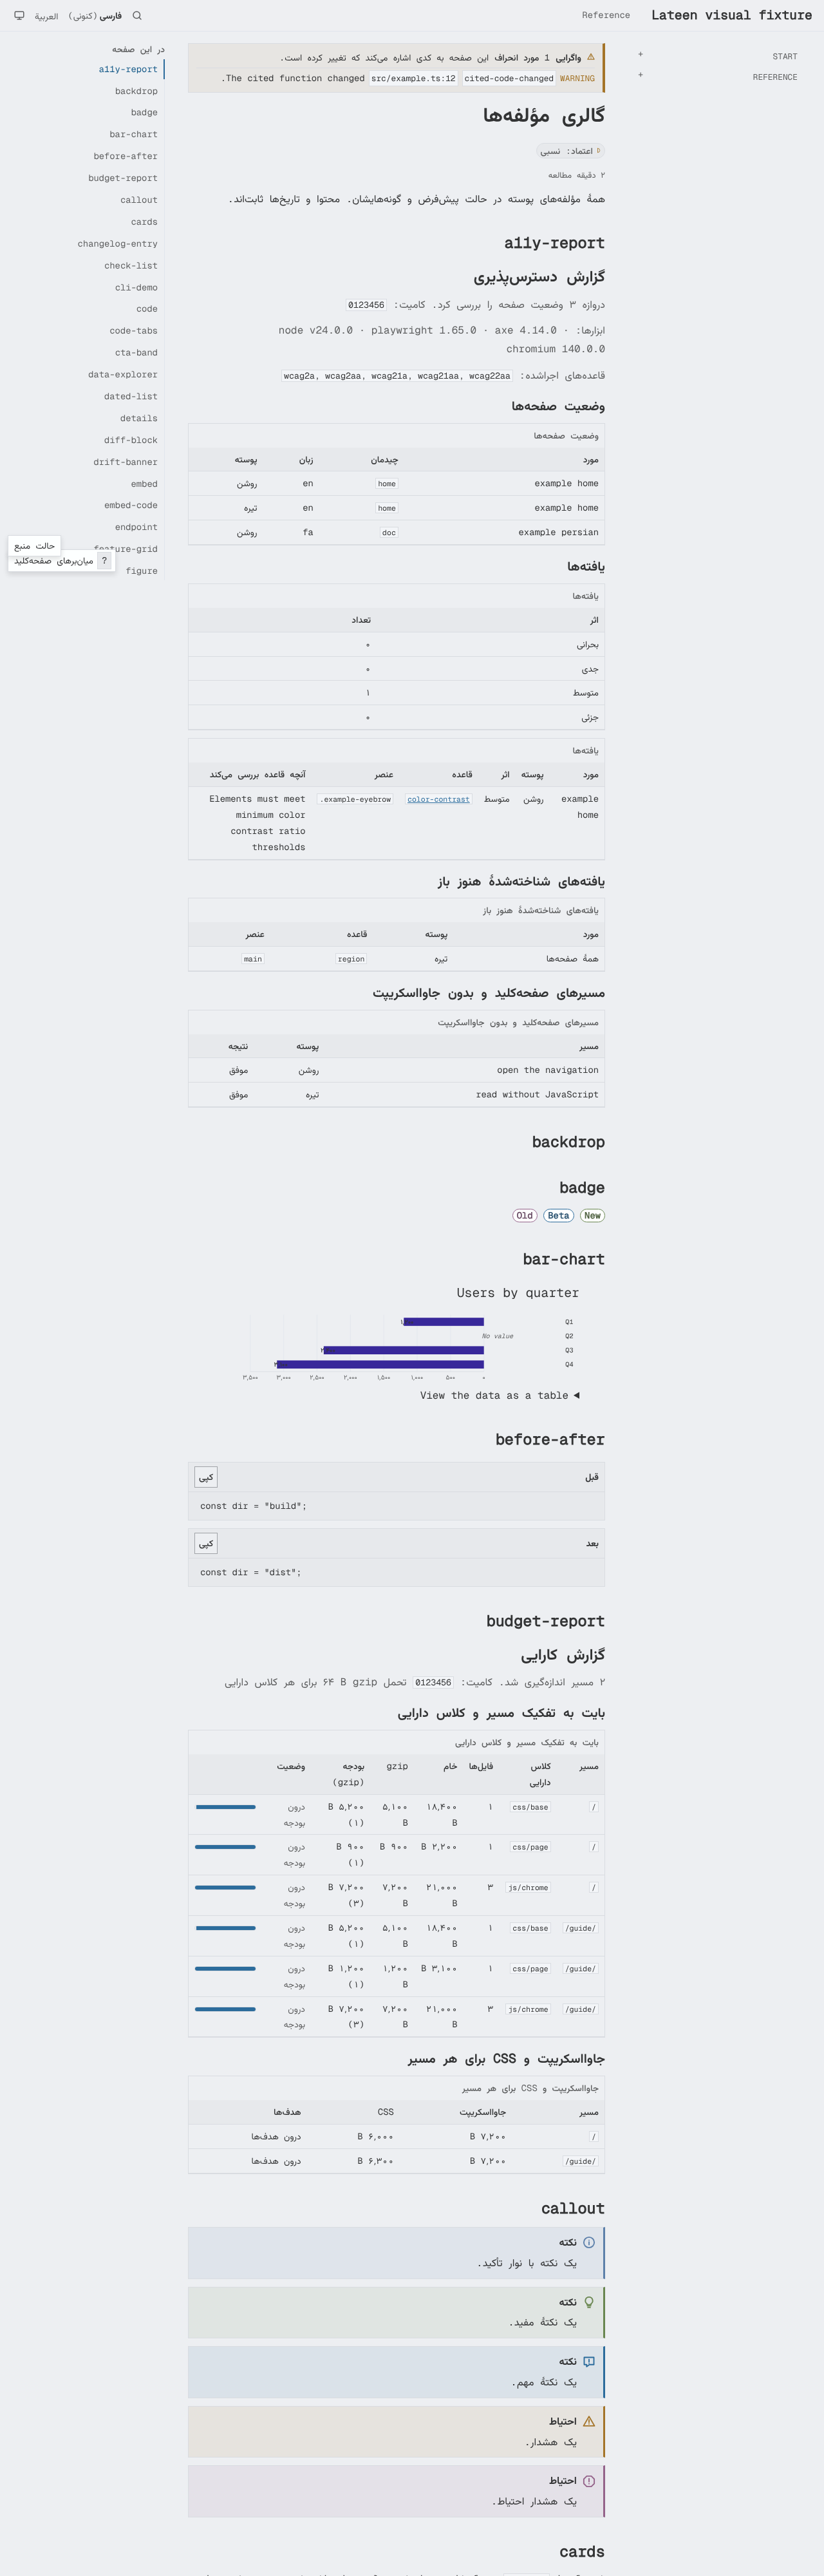 Lateen visual fixture
Reference
فارسی (کنونی)
العربية
START
+
REFERENCE
+
واگرایی 1 مورد انحراف این صفحه به کدی اشاره می‌کند که تغییر کرده است.
WARNING cited-code-changed src/example.ts:12 The cited function changed.
گالری مؤلفه‌ها
اعتماد: نسبی
۲ دقیقه مطالعه
همهٔ مؤلفه‌های پوسته در حالت پیش‌فرض و گونه‌هایشان. محتوا و تاریخ‌ها ثابت‌اند.
a11y-report
گزارش دسترس‌پذیری
دروازه ۳ وضعیت صفحه را بررسی کرد. کامیت: 0123456
ابزارها: node v24.0.0 · playwright 1.65.0 · axe 4.14.0 ·
chromium 140.0.0
قاعده‌های اجراشده: wcag2a, wcag2aa, wcag21a, wcag21aa, wcag22aa
وضعیت صفحه‌ها
وضعیت صفحه‌ها
مورد چیدمان زبان پوسته
example home home en روشن
example home home en تیره
example persian doc fa روشن
یافته‌ها
یافته‌ها
اثر تعداد
بحرانی ۰
جدی ۰
متوسط ۱
جزئی ۰
یافته‌ها
مورد پوسته اثر قاعده عنصر آنچه قاعده بررسی می‌کند
example home روشن متوسط color-contrast .example-eyebrow Elements must meet minimum color contrast ratio thresholds
یافته‌های شناخته‌شدهٔ هنوز باز
یافته‌های شناخته‌شدهٔ هنوز باز
مورد پوسته قاعده عنصر
همهٔ صفحه‌ها تیره region main
مسیرهای صفحه‌کلید و بدون جاوااسکریپت
مسیرهای صفحه‌کلید و بدون جاوااسکریپت
مسیر پوسته نتیجه
open the navigation روشن موفق
read without JavaScript تیره موفق
backdrop
badge
New Beta Old
bar-chart
Users by quarter
Q1
Q2 No value
Q3
Q4
۰ ۵۰۰ ۱,۰۰۰ ۱,۵۰۰ ۲,۰۰۰ ۲,۵۰۰ ۳,۰۰۰ ۳,۵۰۰
View the data as a table
before-after
قبل کپی
const dir = "build";
بعد کپی
const dir = "dist";
budget-report
گزارش کارایی
۲ مسیر اندازه‌گیری شد. کامیت: 0123456 تحمل ۶۴ B gzip برای هر کلاس دارایی
بایت به تفکیک مسیر و کلاس دارایی
بایت به تفکیک مسیر و کلاس دارایی
مسیر کلاس دارایی فایل‌ها خام gzip بودجه (gzip) وضعیت
/ css/base ۱ ۱۸,۴۰۰ B ۵,۱۰۰ B ۵,۲۰۰ B (۱) درون بودجه
/ css/page ۱ ۲,۲۰۰ B ۹۰۰ B ۹۰۰ B (۱) درون بودجه
/ js/chrome ۳ ۲۱,۰۰۰ B ۷,۲۰۰ B ۷,۲۰۰ B (۳) درون بودجه
/guide/ css/base ۱ ۱۸,۴۰۰ B ۵,۱۰۰ B ۵,۲۰۰ B (۱) درون بودجه
/guide/ css/page ۱ ۳,۱۰۰ B ۱,۲۰۰ B ۱,۲۰۰ B (۱) درون بودجه
/guide/ js/chrome ۳ ۲۱,۰۰۰ B ۷,۲۰۰ B ۷,۲۰۰ B (۳) درون بودجه
جاوااسکریپت و CSS برای هر مسیر
جاوااسکریپت و CSS برای هر مسیر
مسیر جاوااسکریپت CSS هدف‌ها
/ ۷,۲۰۰ B ۶,۰۰۰ B درون هدف‌ها
/guide/ ۷,۲۰۰ B ۶,۳۰۰ B درون هدف‌ها
callout
نکته
یک نکته با نوار تأکید.
نکته
یک نکتهٔ مفید.
نکته
یک نکتهٔ مهم.
احتیاط
یک هشدار.
احتیاط
یک هشدار احتیاط.
cards
در این صفحه
a11y-report
backdrop
badge
bar-chart
before-after
budget-report
callout
cards
changelog-entry
check-list
cli-demo
code
code-tabs
cta-band
data-explorer
dated-list
details
diff-block
drift-banner
embed
embed-code
endpoint
feature-grid
figure
حالت منبع
? میان‌برهای صفحه‌کلید